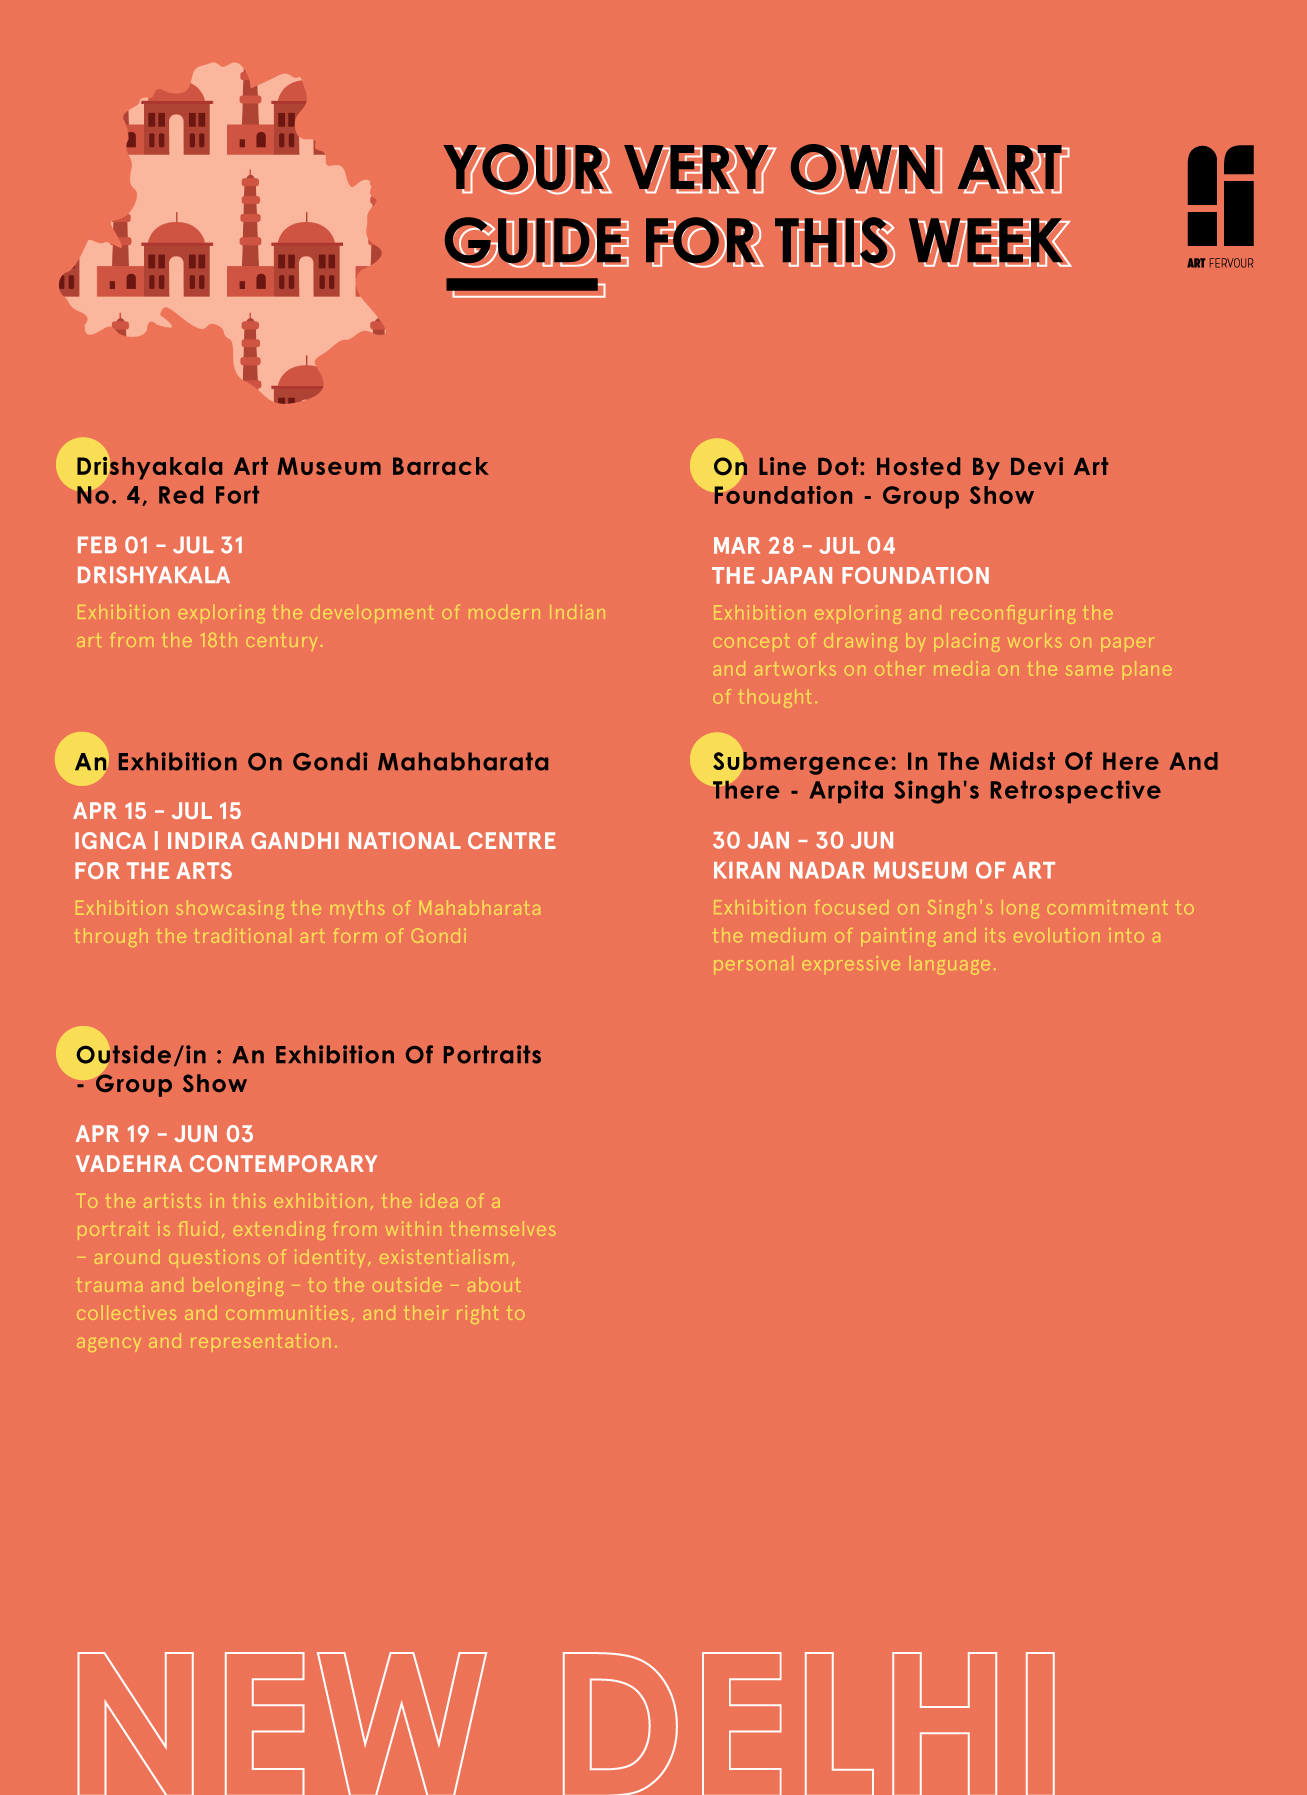 YOUR VERY OWN ART
GUIDE FOR THIS WEEK
ART FERVOUR
Drishyakala Art Museum Barrack
No. 4, Red Fort
FEB 01 - JUL 31
DRISHYAKALA
Exhibition exploring the development of modern Indian
art from the 18th century.
On Line Dot: Hosted By Devi Art
Foundation - Group Show
MAR 28 - JUL 04
THE JAPAN FOUNDATION
Exhibition exploring and reconfiguring the
concept of drawing by placing works on paper
and artworks on other media on the same plane
of thought.
An Exhibition On Gondi Mahabharata
APR 15 - JUL 15
IGNCA | INDIRA GANDHI NATIONAL CENTRE
FOR THE ARTS
Exhibition showcasing the myths of Mahabharata
through the traditional art form of Gondi
Submergence: In The Midst Of Here And
There - Arpita Singh's Retrospective
30 JAN - 30 JUN
KIRAN NADAR MUSEUM OF ART
Exhibition focused on Singh's long commitment to
the medium of painting and its evolution into a
personal expressive language.
Outside/in : An Exhibition Of Portraits
- Group Show
APR 19 - JUN 03
VADEHRA CONTEMPORARY
To the artists in this exhibition, the idea of a
portrait is fluid, extending from within themselves
– around questions of identity, existentialism,
trauma and belonging – to the outside – about
collectives and communities, and their right to
agency and representation.
NEW DELHI